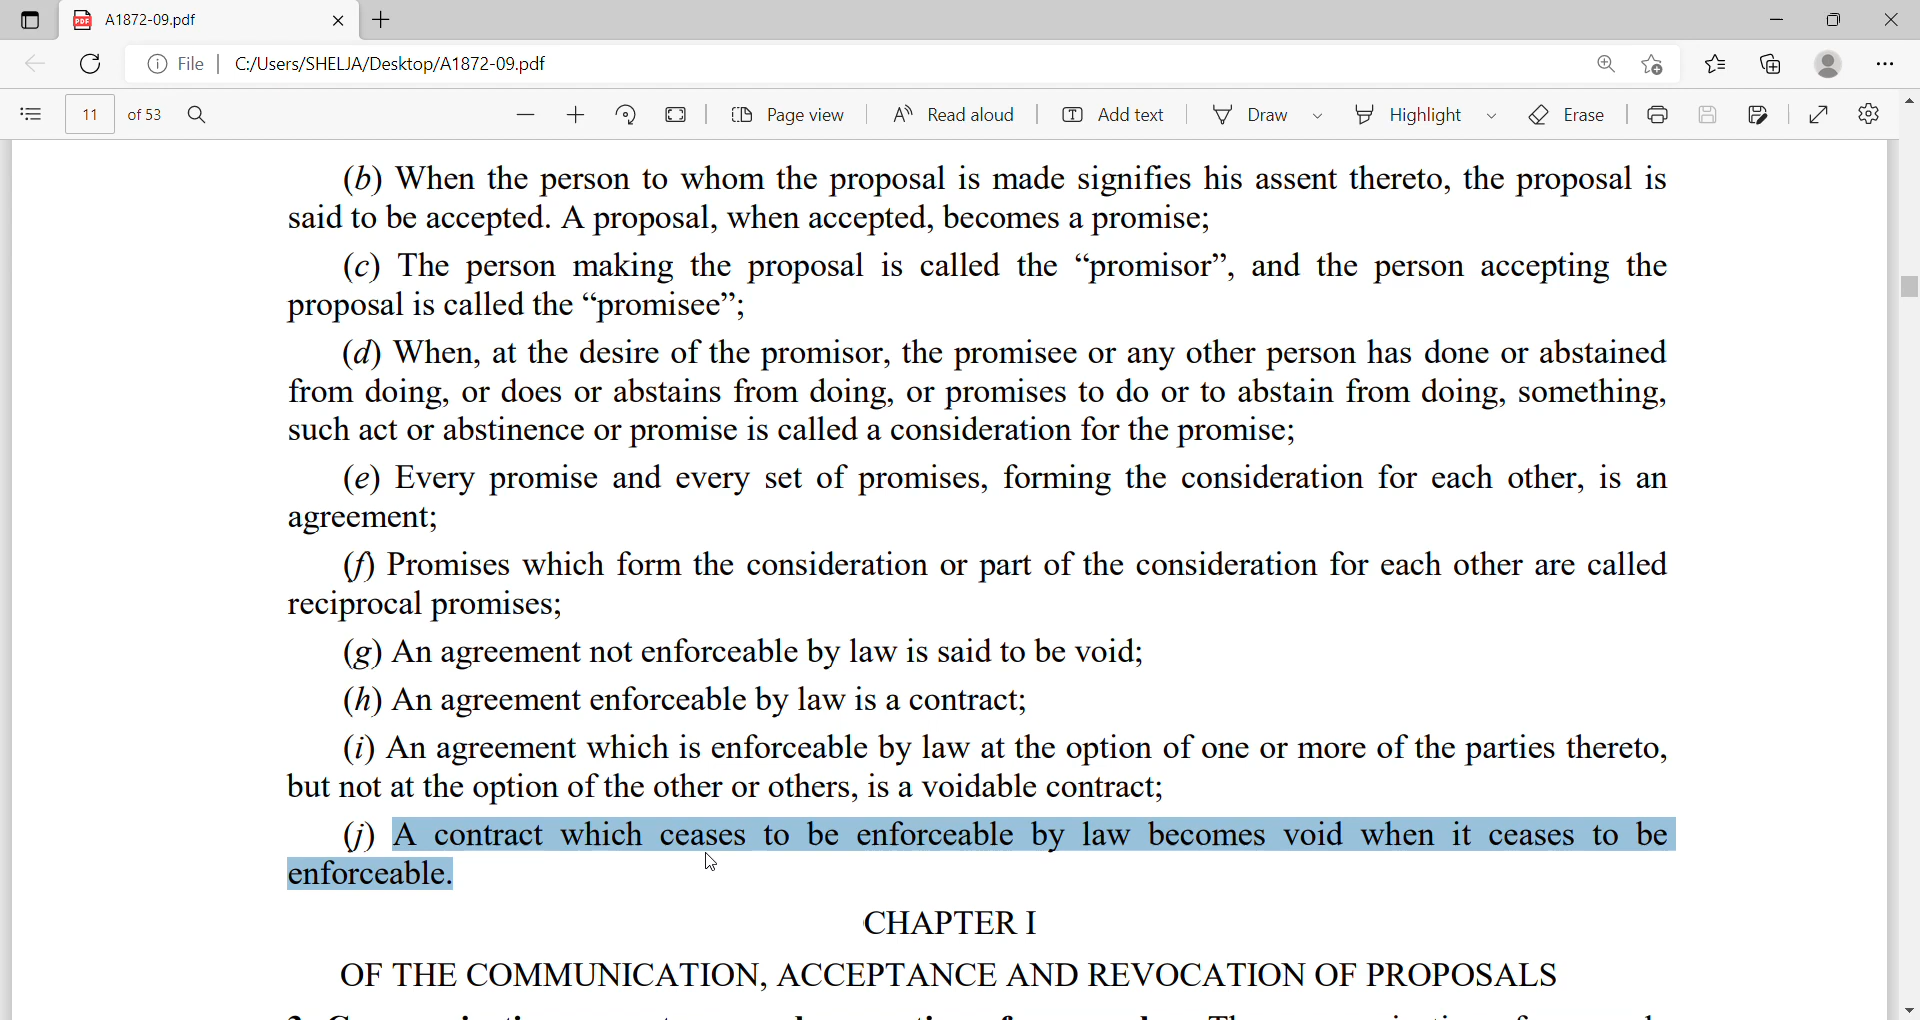 A1872-09.pdf
File C:/Users/SHELJA/Desktop/A1872-09.pdf
11 of 53 Page view Read aloud Add text Draw Highlight Erase
(b) When the person to whom the proposal is made signifies his assent thereto, the proposal is
said to be accepted. A proposal, when accepted, becomes a promise;
(c) The person making the proposal is called the “promisor”, and the person accepting the
proposal is called the “promisee”;
(d) When, at the desire of the promisor, the promisee or any other person has done or abstained
from doing, or does or abstains from doing, or promises to do or to abstain from doing, something,
such act or abstinence or promise is called a consideration for the promise;
(e) Every promise and every set of promises, forming the consideration for each other, is an
agreement;
(f) Promises which form the consideration or part of the consideration for each other are called
reciprocal promises;
(g) An agreement not enforceable by law is said to be void;
(h) An agreement enforceable by law is a contract;
(i) An agreement which is enforceable by law at the option of one or more of the parties thereto,
but not at the option of the other or others, is a voidable contract;
(j) A contract which ceases to be enforceable by law becomes void when it ceases to be
enforceable.
CHAPTER I
OF THE COMMUNICATION, ACCEPTANCE AND REVOCATION OF PROPOSALS